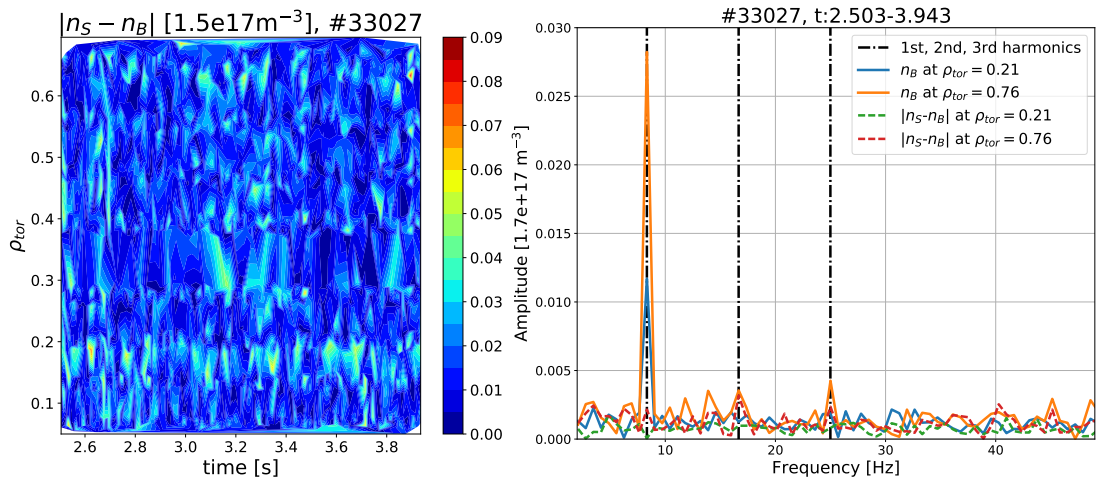 |n_S − n_B| [1.5e17m⁻³], #33027
0.6
0.5
0.4
0.3
0.2
0.1
ρ_tor
2.6 2.8 3.0 3.2 3.4 3.6 3.8
time [s]
0.09
0.08
0.07
0.06
0.05
0.04
0.03
0.02
0.01
0.00
#33027, t:2.503-3.943
0.030
0.025
0.020
0.015
0.010
0.005
0.000
Amplitude [1.7e+17 m⁻³]
10 20 30 40
Frequency [Hz]
1st, 2nd, 3rd harmonics
n_B at ρ_tor = 0.21
n_B at ρ_tor = 0.76
|n_S-n_B| at ρ_tor = 0.21
|n_S-n_B| at ρ_tor = 0.76